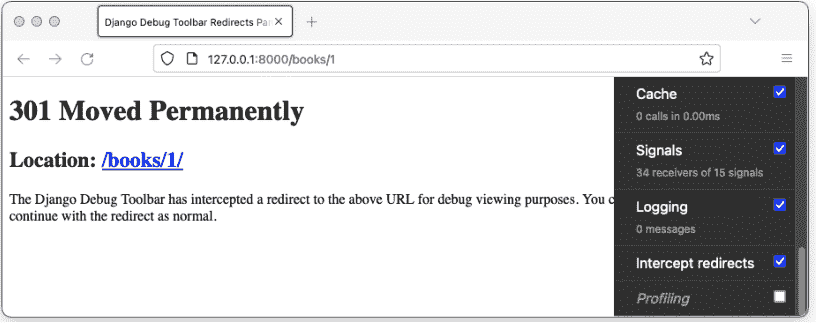 Django Debug Toolbar Redirects Pa
127.0.0.1:8000/books/1
301 Moved Permanently
Location: /books/1/
The Django Debug Toolbar has intercepted a redirect to the above URL for debug viewing purposes. You c
continue with the redirect as normal.
Cache
0 calls in 0.00ms
Signals
34 receivers of 15 signals
Logging
0 messages
Intercept redirects
Profiling